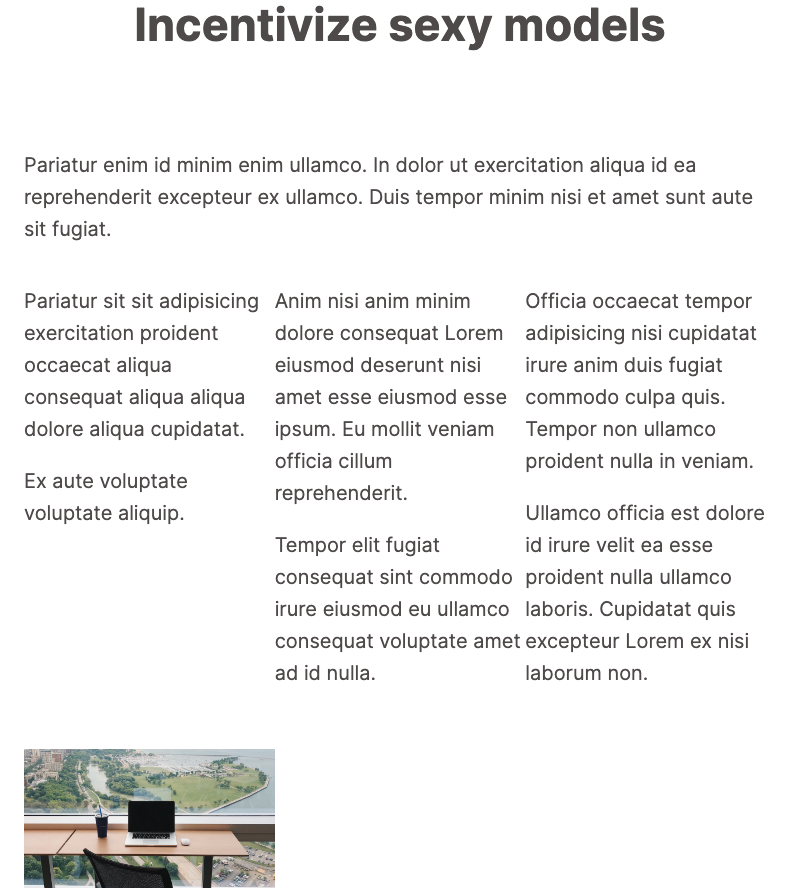 Incentivize sexy models
Pariatur enim id minim enim ullamco. In dolor ut exercitation aliqua id ea
reprehenderit excepteur ex ullamco. Duis tempor minim nisi et amet sunt aute
sit fugiat.
Pariatur sit sit adipisicing
exercitation proident
occaecat aliqua
consequat aliqua aliqua
dolore aliqua cupidatat.
Ex aute voluptate
voluptate aliquip.
Anim nisi anim minim
dolore consequat Lorem
eiusmod deserunt nisi
amet esse eiusmod esse
ipsum. Eu mollit veniam
officia cillum
reprehenderit.
Tempor elit fugiat
consequat sint commodo
irure eiusmod eu ullamco
consequat voluptate amet
ad id nulla.
Officia occaecat tempor
adipisicing nisi cupidatat
irure anim duis fugiat
commodo culpa quis.
Tempor non ullamco
proident nulla in veniam.
Ullamco officia est dolore
id irure velit ea esse
proident nulla ullamco
laboris. Cupidatat quis
excepteur Lorem ex nisi
laborum non.